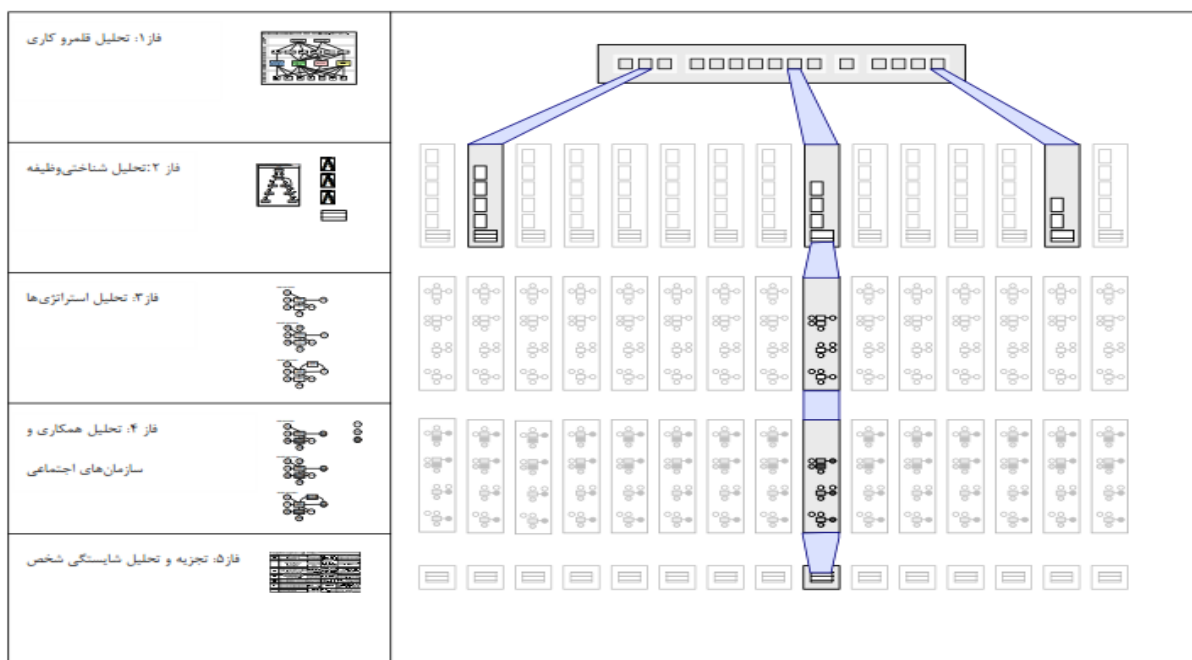 فاز۱: تحلیل قلمرو کاری
فاز ۲:تحلیل شناختی‌وظیفه
فاز۳: تحلیل استراتژی‌ها
فاز ۴: تحلیل همکاری و
سازمان‌های اجتماعی
فاز۵: تجزیه و تحلیل شایستگی شخص